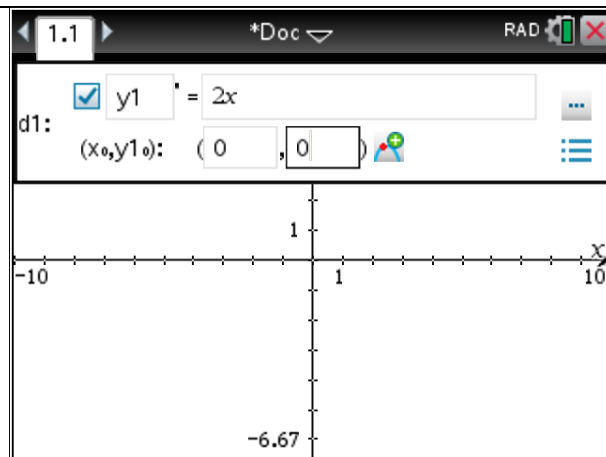 1.1 *Doc RAD
d1: y1 ' = 2x ...
(x₀,y1₀): (0 ,0)
1
x
-10 1 10
-6.67